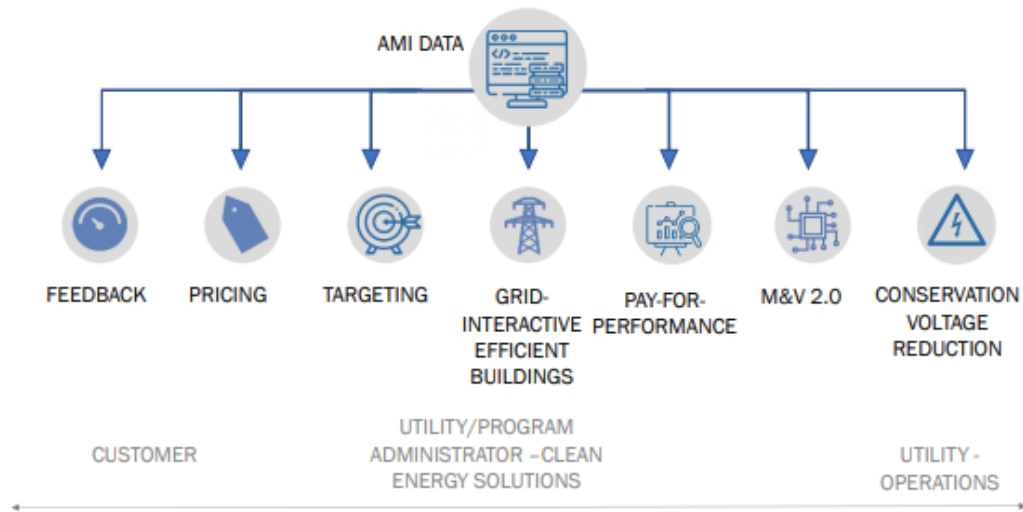 AMI DATA
</>
FEEDBACK
PRICING
TARGETING
GRID-
INTERACTIVE
EFFICIENT
BUILDINGS
PAY-FOR-
PERFORMANCE
M&V 2.0
CONSERVATION
VOLTAGE
REDUCTION
CUSTOMER
UTILITY/PROGRAM
ADMINISTRATOR –CLEAN
ENERGY SOLUTIONS
UTILITY -
OPERATIONS